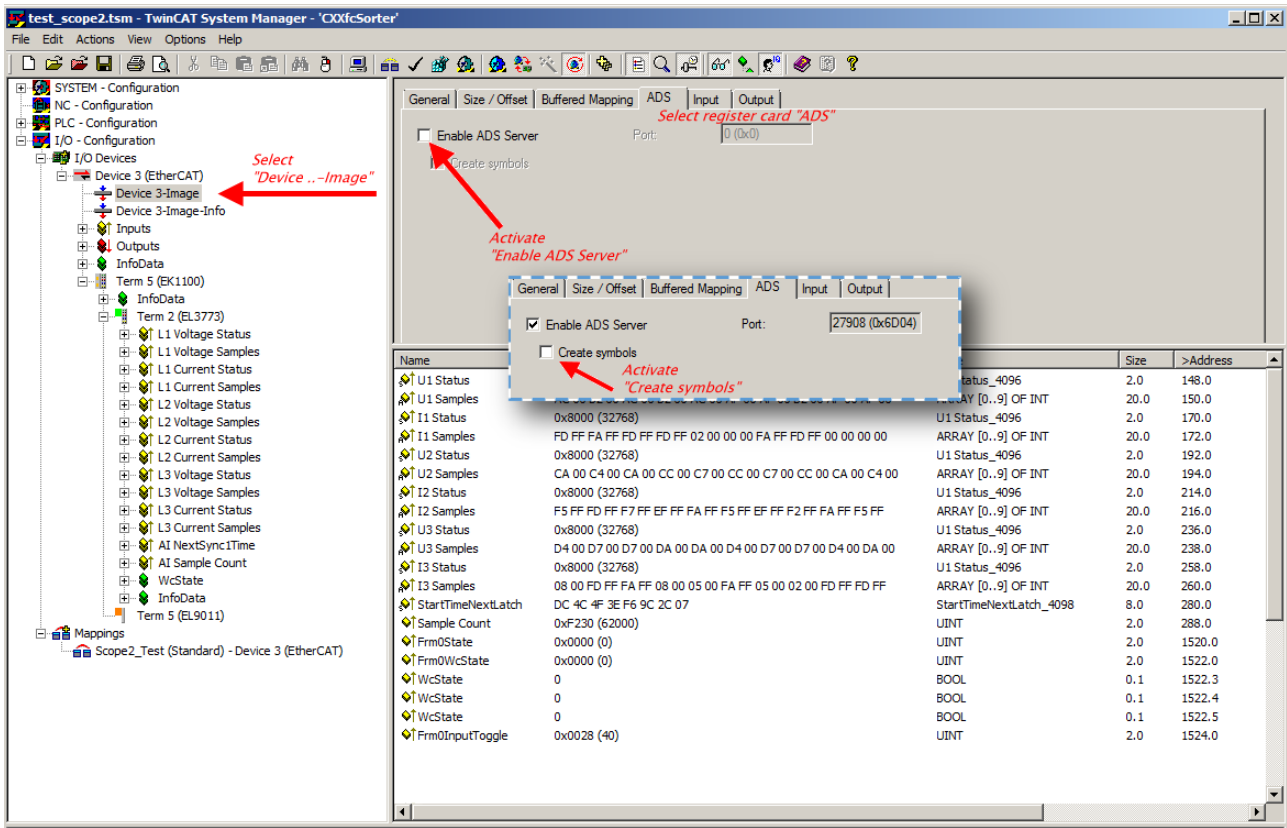 test_scope2.tsm - TwinCAT System Manager - 'CXXfcSorter'
File Edit Actions View Options Help
SYSTEM - Configuration
NC - Configuration
PLC - Configuration
I/O - Configuration
I/O Devices
Device 3 (EtherCAT)
Device 3-Image
Device 3-Image-Info
Inputs
Outputs
InfoData
Term 5 (EK1100)
InfoData
Term 2 (EL3773)
L1 Voltage Status
L1 Voltage Samples
L1 Current Status
L1 Current Samples
L2 Voltage Status
L2 Voltage Samples
L2 Current Status
L2 Current Samples
L3 Voltage Status
L3 Voltage Samples
L3 Current Status
L3 Current Samples
AI NextSync1Time
AI Sample Count
WcState
InfoData
Term 5 (EL9011)
Mappings
Scope2_Test (Standard) - Device 3 (EtherCAT)
Select
"Device ..-Image"
General Size / Offset Buffered Mapping ADS Input Output
Select register card "ADS"
Enable ADS Server Port: 0 (0x0)
Create symbols
Activate
"Enable ADS Server"
General Size / Offset Buffered Mapping ADS Input Output
Enable ADS Server Port: 27908 (0x6D04)
Create symbols
Activate
"Create symbols"
Name Size >Address
U1 Status tatus_4096 2.0 148.0
U1 Samples ARRAY [0..9] OF INT 20.0 150.0
I1 Status 0x8000 (32768) U1 Status_4096 2.0 170.0
I1 Samples FD FF FA FF FD FF FD FF 02 00 00 00 FA FF FD FF 00 00 00 00 ARRAY [0..9] OF INT 20.0 172.0
U2 Status 0x8000 (32768) U1 Status_4096 2.0 192.0
U2 Samples CA 00 C4 00 CA 00 CC 00 C7 00 CC 00 C7 00 CC 00 CA 00 C4 00 ARRAY [0..9] OF INT 20.0 194.0
I2 Status 0x8000 (32768) U1 Status_4096 2.0 214.0
I2 Samples F5 FF FD FF F7 FF EF FF FA FF F5 FF EF FF F2 FF FA FF F5 FF ARRAY [0..9] OF INT 20.0 216.0
U3 Status 0x8000 (32768) U1 Status_4096 2.0 236.0
U3 Samples D4 00 D7 00 D7 00 DA 00 DA 00 D4 00 D7 00 D7 00 D4 00 DA 00 ARRAY [0..9] OF INT 20.0 238.0
I3 Status 0x8000 (32768) U1 Status_4096 2.0 258.0
I3 Samples 08 00 FD FF FA FF 08 00 05 00 FA FF 05 00 02 00 FD FF FD FF ARRAY [0..9] OF INT 20.0 260.0
StartTimeNextLatch DC 4C 4F 3E F6 9C 2C 07 StartTimeNextLatch_4098 8.0 280.0
Sample Count 0xF230 (62000) UINT 2.0 288.0
Frm0State 0x0000 (0) UINT 2.0 1520.0
Frm0WcState 0x0000 (0) UINT 2.0 1522.0
WcState 0 BOOL 0.1 1522.3
WcState 0 BOOL 0.1 1522.4
WcState 0 BOOL 0.1 1522.5
Frm0InputToggle 0x0028 (40) UINT 2.0 1524.0